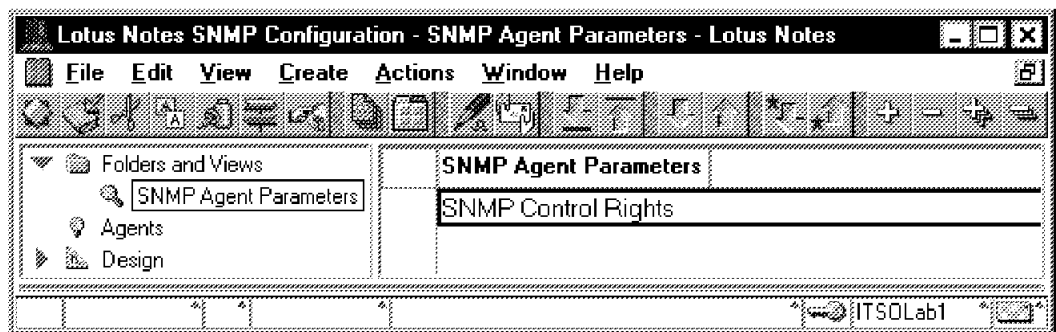 Lotus Notes SNMP Configuration - SNMP Agent Parameters - Lotus Notes
File Edit View Create Actions Window Help
Folders and Views
SNMP Agent Parameters
Agents
Design
SNMP Agent Parameters
SNMP Control Rights
ITSOLab1